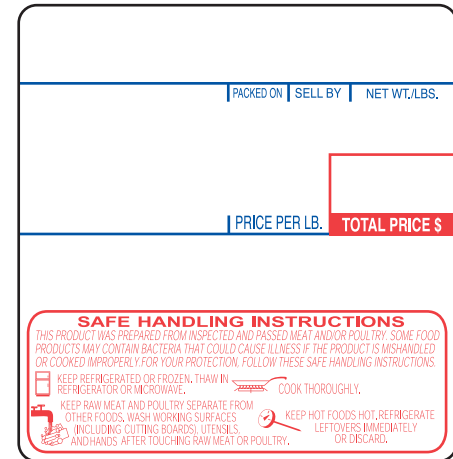 PACKED ON SELL BY NET WT./LBS.
PRICE PER LB. TOTAL PRICE $
SAFE HANDLING INSTRUCTIONS
THIS PRODUCT WAS PREPARED FROM INSPECTED AND PASSED MEAT AND/OR POULTRY. SOME FOOD
PRODUCTS MAY CONTAIN BACTERIA THAT COULD CAUSE ILLNESS IF THE PRODUCT IS MISHANDLED
OR COOKED IMPROPERLY. FOR YOUR PROTECTION, FOLLOW THESE SAFE HANDLING INSTRUCTIONS.
KEEP REFRIGERATED OR FROZEN. THAW IN
REFRIGERATOR OR MICROWAVE.
COOK THOROUGHLY.
KEEP RAW MEAT AND POULTRY SEPARATE FROM
OTHER FOODS. WASH WORKING SURFACES
(INCLUDING CUTTING BOARDS), UTENSILS,
AND HANDS AFTER TOUCHING RAW MEAT OR POULTRY.
KEEP HOT FOODS HOT. REFRIGERATE
LEFTOVERS IMMEDIATELY
OR DISCARD.